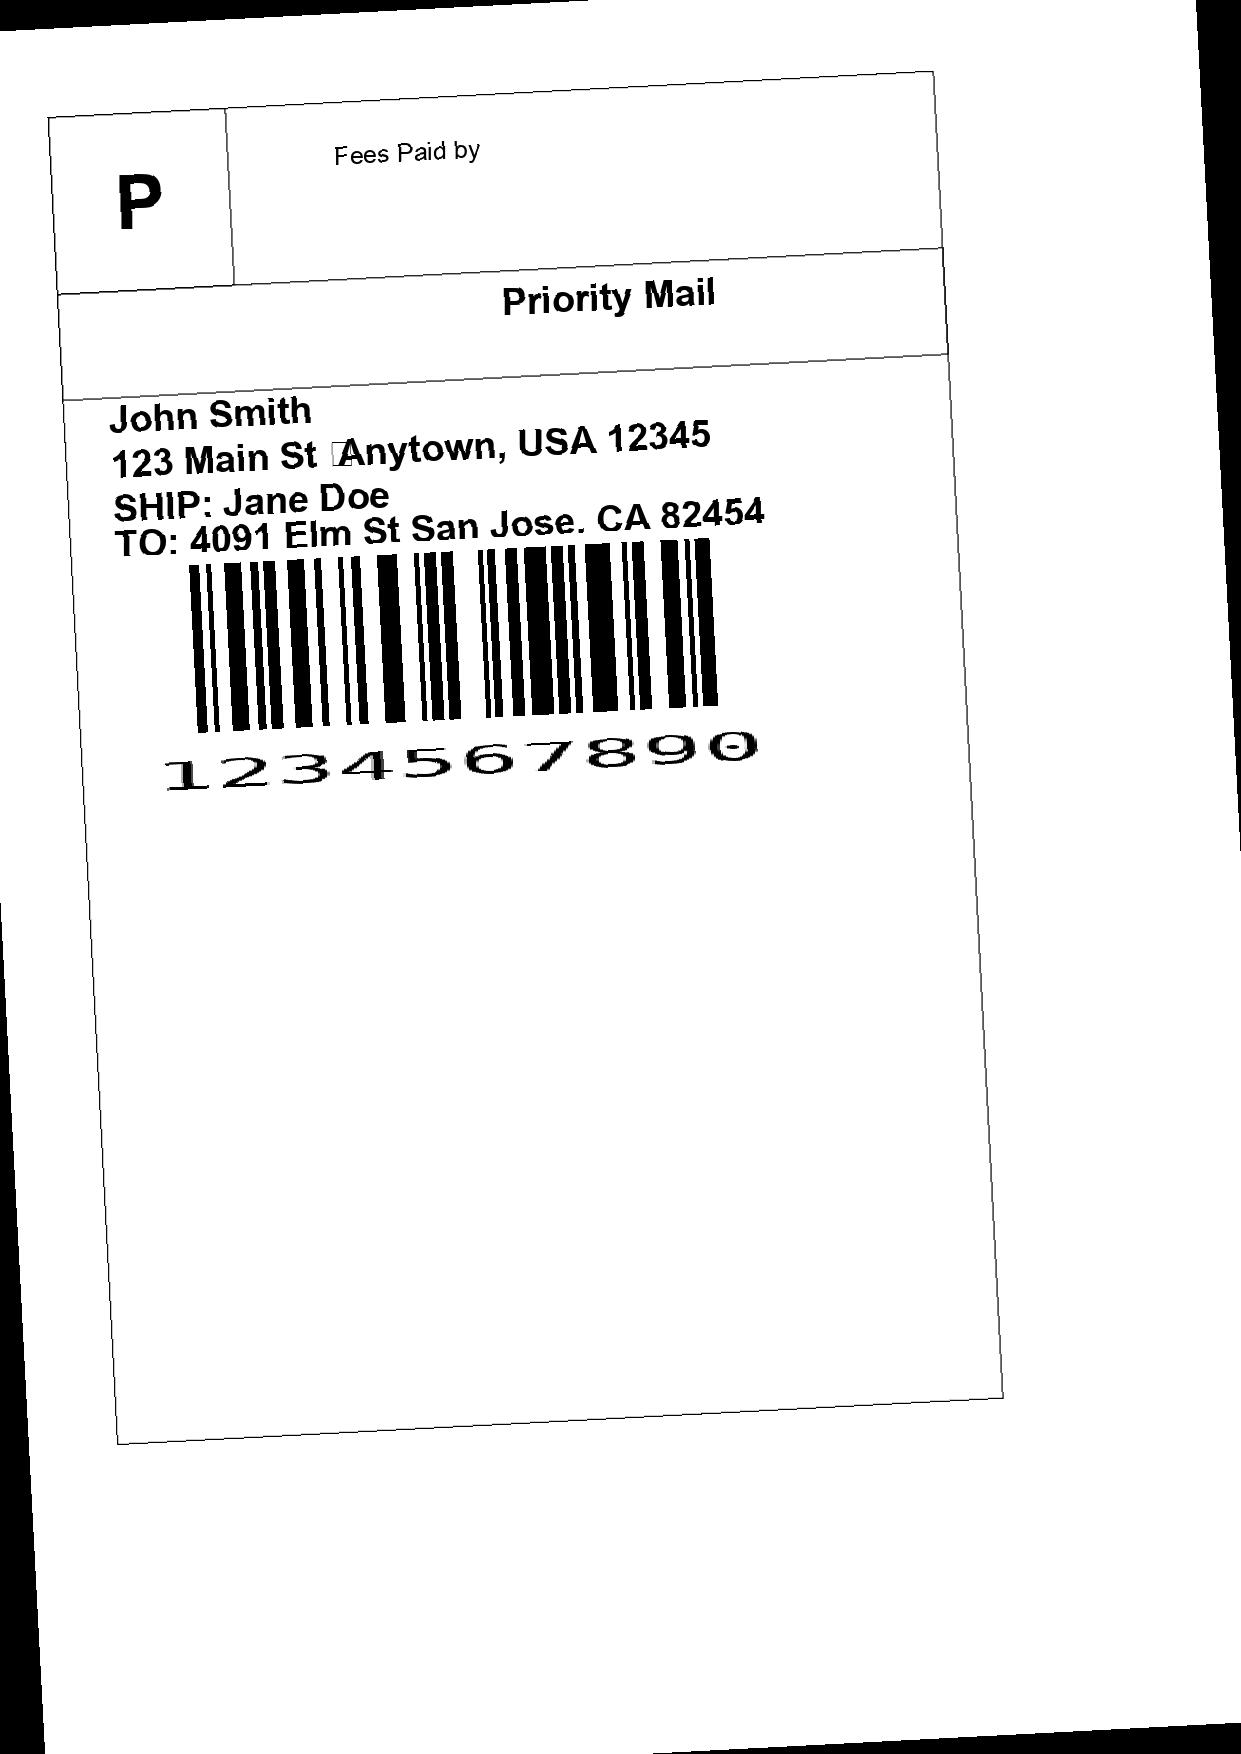 P
Fees Paid by
Priority Mail
John Smith
123 Main St Anytown, USA 12345
SHIP: Jane Doe
TO: 4091 Elm St San Jose. CA 82454
1234567890